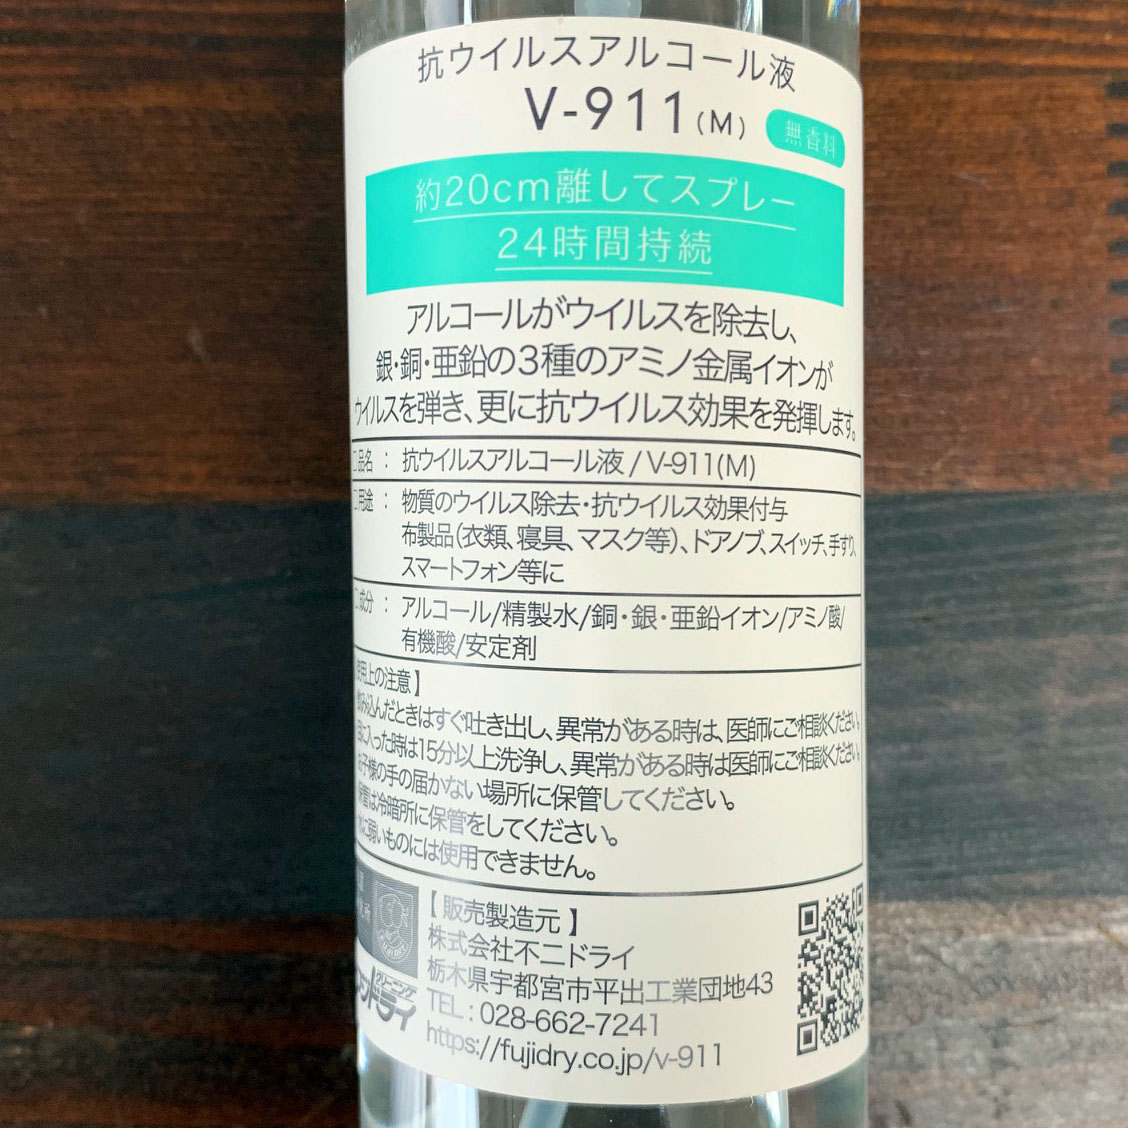 抗ウイルスアルコール液
V-911(M) 無香料
約20cm離してスプレー
24時間持続
アルコールがウイルスを除去し、
銀・銅・亜鉛の3種のアミノ金属イオンが
ウイルスを弾き、更に抗ウイルス効果を発揮します。
□品名 : 抗ウイルスアルコール液/V-911(M)
□用途 : 物質のウイルス除去・抗ウイルス効果付与
布製品(衣類、寝具、マスク等)、ドアノブ、スイッチ、手すり、
スマートフォン等に
□成分 : アルコール/精製水/銅・銀・亜鉛イオン/アミノ酸/
有機酸/安定剤
使用上の注意】
飲み込んだときはすぐ吐き出し、異常がある時は、医師にご相談ください。
目に入った時は15分以上洗浄し、異常がある時は医師にご相談ください。
お子様の手の届かない場所に保管してください。
保管は冷暗所に保管をしてください。
水に弱いものには使用できません。
【販売製造元】
株式会社不二ドライ
栃木県宇都宮市平出工業団地43
TEL:028-662-7241
https://fujidry.co.jp/v-911
クリーニング
ドライ